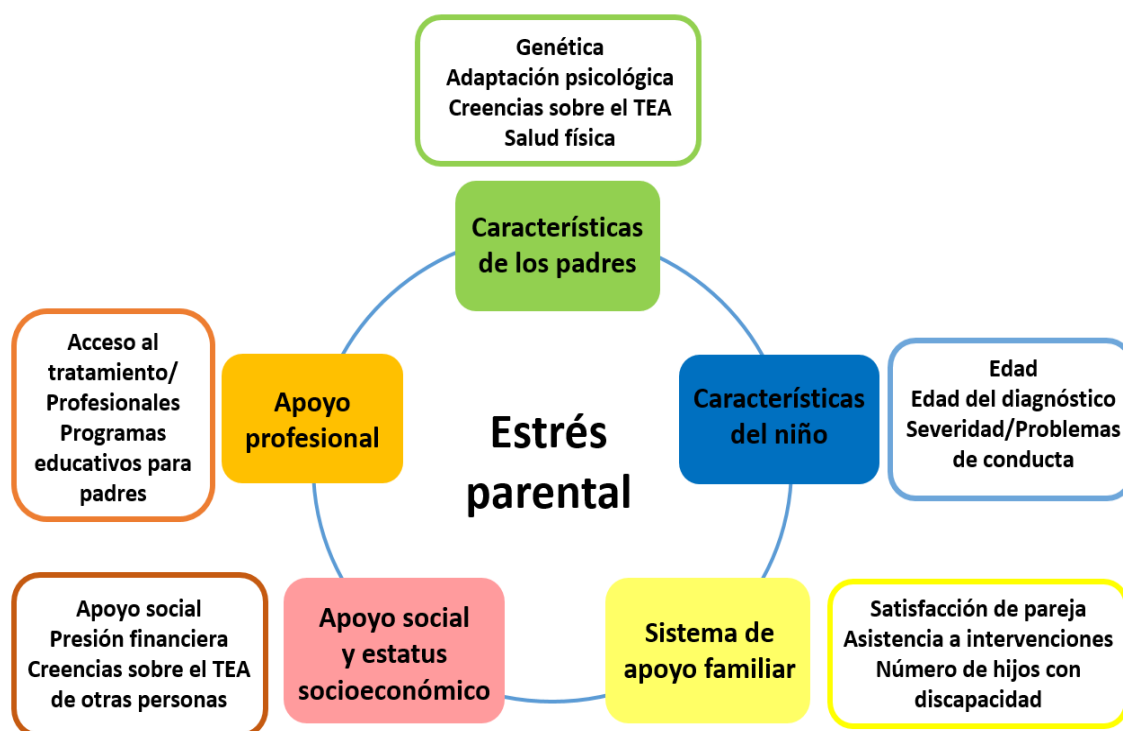 Genética
Adaptación psicológica
Creencias sobre el TEA
Salud física
Características
de los padres
Acceso al
tratamiento/
Profesionales
Programas
educativos para
padres
Apoyo
profesional
Estrés
parental
Características
del niño
Edad
Edad del diagnóstico
Severidad/Problemas
de conducta
Apoyo social
Presión financiera
Creencias sobre el TEA
de otras personas
Apoyo social
y estatus
socioeconómico
Sistema de
apoyo familiar
Satisfacción de pareja
Asistencia a intervenciones
Número de hijos con
discapacidad